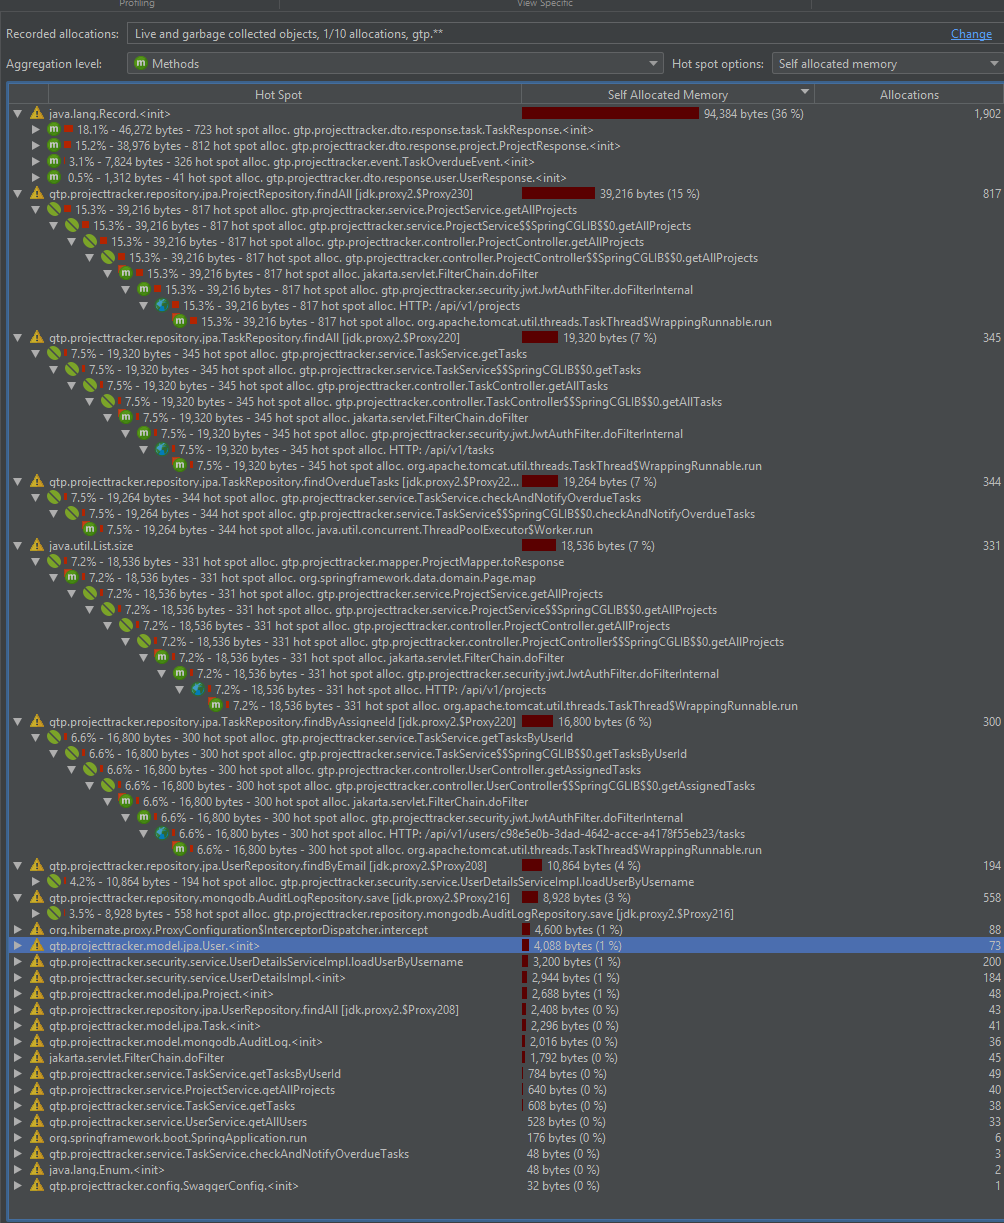 Profiling View Specific
Recorded allocations: Live and garbage collected objects, 1/10 allocations, gtp.** Change
Aggregation level: m Methods Hot spot options: Self allocated memory
Hot Spot Self Allocated Memory Allocations
java.lang.Record.<init> 94,384 bytes (36 %) 1,902
m 18.1% - 46,272 bytes - 723 hot spot alloc. gtp.projecttracker.dto.response.task.TaskResponse.<init>
m 15.2% - 38,976 bytes - 812 hot spot alloc. gtp.projecttracker.dto.response.project.ProjectResponse.<init>
m 3.1% - 7,824 bytes - 326 hot spot alloc. gtp.projecttracker.event.TaskOverdueEvent.<init>
m 0.5% - 1,312 bytes - 41 hot spot alloc. gtp.projecttracker.dto.response.user.UserResponse.<init>
gtp.projecttracker.repository.jpa.ProjectRepository.findAll [jdk.proxy2.$Proxy230] 39,216 bytes (15 %) 817
15.3% - 39,216 bytes - 817 hot spot alloc. gtp.projecttracker.service.ProjectService.getAllProjects
15.3% - 39,216 bytes - 817 hot spot alloc. gtp.projecttracker.service.ProjectService$$SpringCGLIB$$0.getAllProjects
15.3% - 39,216 bytes - 817 hot spot alloc. gtp.projecttracker.controller.ProjectController.getAllProjects
15.3% - 39,216 bytes - 817 hot spot alloc. gtp.projecttracker.controller.ProjectController$$SpringCGLIB$$0.getAllProjects
m 15.3% - 39,216 bytes - 817 hot spot alloc. jakarta.servlet.FilterChain.doFilter
m 15.3% - 39,216 bytes - 817 hot spot alloc. gtp.projecttracker.security.jwt.JwtAuthFilter.doFilterInternal
15.3% - 39,216 bytes - 817 hot spot alloc. HTTP: /api/v1/projects
m 15.3% - 39,216 bytes - 817 hot spot alloc. org.apache.tomcat.util.threads.TaskThread$WrappingRunnable.run
gtp.projecttracker.repository.jpa.TaskRepository.findAll [jdk.proxy2.$Proxy220] 19,320 bytes (7 %) 345
7.5% - 19,320 bytes - 345 hot spot alloc. gtp.projecttracker.service.TaskService.getTasks
7.5% - 19,320 bytes - 345 hot spot alloc. gtp.projecttracker.service.TaskService$$SpringCGLIB$$0.getTasks
7.5% - 19,320 bytes - 345 hot spot alloc. gtp.projecttracker.controller.TaskController.getAllTasks
7.5% - 19,320 bytes - 345 hot spot alloc. gtp.projecttracker.controller.TaskController$$SpringCGLIB$$0.getAllTasks
m 7.5% - 19,320 bytes - 345 hot spot alloc. jakarta.servlet.FilterChain.doFilter
m 7.5% - 19,320 bytes - 345 hot spot alloc. gtp.projecttracker.security.jwt.JwtAuthFilter.doFilterInternal
7.5% - 19,320 bytes - 345 hot spot alloc. HTTP: /api/v1/tasks
m 7.5% - 19,320 bytes - 345 hot spot alloc. org.apache.tomcat.util.threads.TaskThread$WrappingRunnable.run
gtp.projecttracker.repository.jpa.TaskRepository.findOverdueTasks [jdk.proxy2.$Proxy22... 19,264 bytes (7 %) 344
7.5% - 19,264 bytes - 344 hot spot alloc. gtp.projecttracker.service.TaskService.checkAndNotifyOverdueTasks
7.5% - 19,264 bytes - 344 hot spot alloc. gtp.projecttracker.service.TaskService$$SpringCGLIB$$0.checkAndNotifyOverdueTasks
m 7.5% - 19,264 bytes - 344 hot spot alloc. java.util.concurrent.ThreadPoolExecutor$Worker.run
java.util.List.size 18,536 bytes (7 %) 331
7.2% - 18,536 bytes - 331 hot spot alloc. gtp.projecttracker.mapper.ProjectMapper.toResponse
m 7.2% - 18,536 bytes - 331 hot spot alloc. org.springframework.data.domain.Page.map
7.2% - 18,536 bytes - 331 hot spot alloc. gtp.projecttracker.service.ProjectService.getAllProjects
7.2% - 18,536 bytes - 331 hot spot alloc. gtp.projecttracker.service.ProjectService$$SpringCGLIB$$0.getAllProjects
7.2% - 18,536 bytes - 331 hot spot alloc. gtp.projecttracker.controller.ProjectController.getAllProjects
7.2% - 18,536 bytes - 331 hot spot alloc. gtp.projecttracker.controller.ProjectController$$SpringCGLIB$$0.getAllProjects
m 7.2% - 18,536 bytes - 331 hot spot alloc. jakarta.servlet.FilterChain.doFilter
m 7.2% - 18,536 bytes - 331 hot spot alloc. gtp.projecttracker.security.jwt.JwtAuthFilter.doFilterInternal
7.2% - 18,536 bytes - 331 hot spot alloc. HTTP: /api/v1/projects
m 7.2% - 18,536 bytes - 331 hot spot alloc. org.apache.tomcat.util.threads.TaskThread$WrappingRunnable.run
gtp.projecttracker.repository.jpa.TaskRepository.findByAssigneeId [jdk.proxy2.$Proxy220] 16,800 bytes (6 %) 300
6.6% - 16,800 bytes - 300 hot spot alloc. gtp.projecttracker.service.TaskService.getTasksByUserId
6.6% - 16,800 bytes - 300 hot spot alloc. gtp.projecttracker.service.TaskService$$SpringCGLIB$$0.getTasksByUserId
6.6% - 16,800 bytes - 300 hot spot alloc. gtp.projecttracker.controller.UserController.getAssignedTasks
6.6% - 16,800 bytes - 300 hot spot alloc. gtp.projecttracker.controller.UserController$$SpringCGLIB$$0.getAssignedTasks
m 6.6% - 16,800 bytes - 300 hot spot alloc. jakarta.servlet.FilterChain.doFilter
m 6.6% - 16,800 bytes - 300 hot spot alloc. gtp.projecttracker.security.jwt.JwtAuthFilter.doFilterInternal
6.6% - 16,800 bytes - 300 hot spot alloc. HTTP: /api/v1/users/c98e5e0b-3dad-4642-acce-a4178f55eb23/tasks
m 6.6% - 16,800 bytes - 300 hot spot alloc. org.apache.tomcat.util.threads.TaskThread$WrappingRunnable.run
gtp.projecttracker.repository.jpa.UserRepository.findByEmail [jdk.proxy2.$Proxy208] 10,864 bytes (4 %) 194
4.2% - 10,864 bytes - 194 hot spot alloc. gtp.projecttracker.security.service.UserDetailsServiceImpl.loadUserByUsername
gtp.projecttracker.repository.mongodb.AuditLogRepository.save [jdk.proxy2.$Proxy216] 8,928 bytes (3 %) 558
3.5% - 8,928 bytes - 558 hot spot alloc. gtp.projecttracker.repository.mongodb.AuditLogRepository.save [jdk.proxy2.$Proxy216]
org.hibernate.proxy.ProxyConfiguration$InterceptorDispatcher.intercept 4,600 bytes (1 %) 88
gtp.projecttracker.model.jpa.User.<init> 4,088 bytes (1 %) 73
gtp.projecttracker.security.service.UserDetailsServiceImpl.loadUserByUsername 3,200 bytes (1 %) 200
gtp.projecttracker.security.service.UserDetailsImpl.<init> 2,944 bytes (1 %) 184
gtp.projecttracker.model.jpa.Project.<init> 2,688 bytes (1 %) 48
gtp.projecttracker.repository.jpa.UserRepository.findAll [jdk.proxy2.$Proxy208] 2,408 bytes (0 %) 43
gtp.projecttracker.model.jpa.Task.<init> 2,296 bytes (0 %) 41
gtp.projecttracker.model.mongodb.AuditLog.<init> 2,016 bytes (0 %) 36
jakarta.servlet.FilterChain.doFilter 1,792 bytes (0 %) 45
gtp.projecttracker.service.TaskService.getTasksByUserId 784 bytes (0 %) 49
gtp.projecttracker.service.ProjectService.getAllProjects 640 bytes (0 %) 40
gtp.projecttracker.service.TaskService.getTasks 608 bytes (0 %) 38
gtp.projecttracker.service.UserService.getAllUsers 528 bytes (0 %) 33
org.springframework.boot.SpringApplication.run 176 bytes (0 %) 6
gtp.projecttracker.service.TaskService.checkAndNotifyOverdueTasks 48 bytes (0 %) 3
java.lang.Enum.<init> 48 bytes (0 %) 2
gtp.projecttracker.config.SwaggerConfig.<init> 32 bytes (0 %) 1